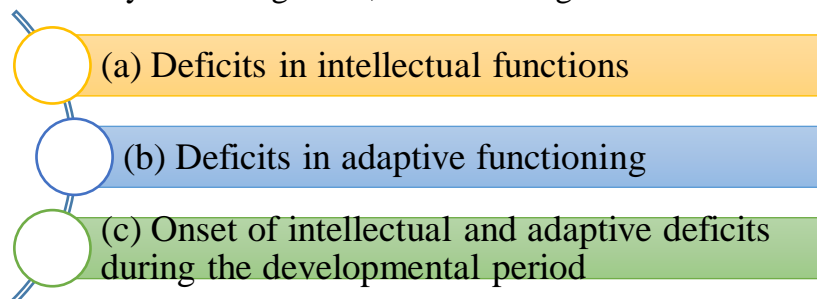 (a) Deficits in intellectual functions
(b) Deficits in adaptive functioning
(c) Onset of intellectual and adaptive deficits
during the developmental period